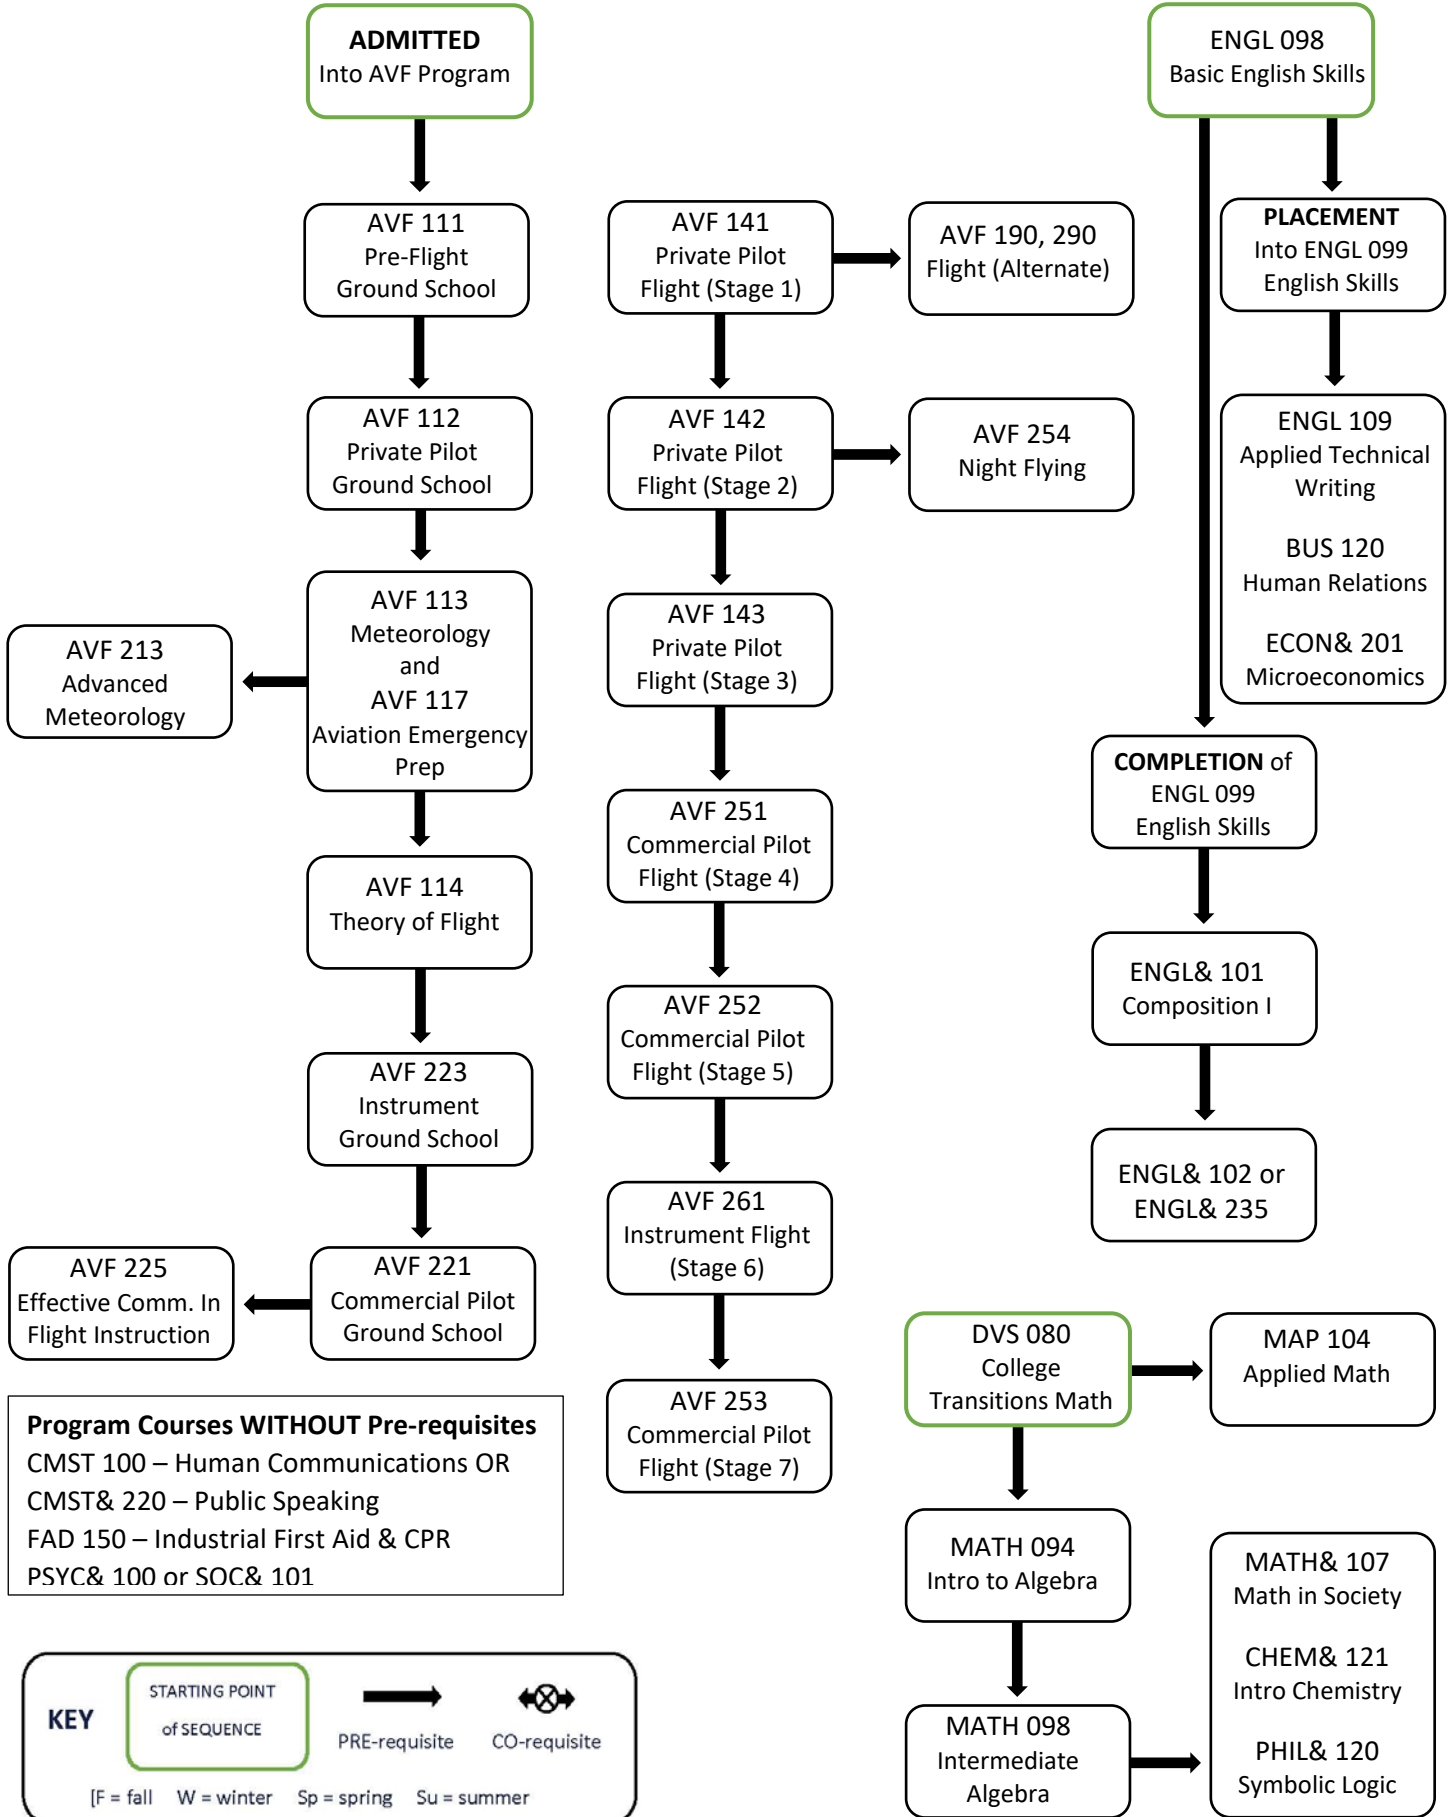 ADMITTED
Into AVF Program
AVF 111
Pre-Flight
Ground School
AVF 112
Private Pilot
Ground School
AVF 113
Meteorology
and
AVF 117
Aviation Emergency
Prep
AVF 213
Advanced
Meteorology
AVF 114
Theory of Flight
AVF 223
Instrument
Ground School
AVF 221
Commercial Pilot
Ground School
AVF 225
Effective Comm. In
Flight Instruction
AVF 141
Private Pilot
Flight (Stage 1)
AVF 190, 290
Flight (Alternate)
AVF 142
Private Pilot
Flight (Stage 2)
AVF 254
Night Flying
AVF 143
Private Pilot
Flight (Stage 3)
AVF 251
Commercial Pilot
Flight (Stage 4)
AVF 252
Commercial Pilot
Flight (Stage 5)
AVF 261
Instrument Flight
(Stage 6)
AVF 253
Commercial Pilot
Flight (Stage 7)
ENGL 098
Basic English Skills
PLACEMENT
Into ENGL 099
English Skills
ENGL 109
Applied Technical
Writing
BUS 120
Human Relations
ECON& 201
Microeconomics
COMPLETION of
ENGL 099
English Skills
ENGL& 101
Composition I
ENGL& 102 or
ENGL& 235
DVS 080
College
Transitions Math
MAP 104
Applied Math
MATH 094
Intro to Algebra
MATH 098
Intermediate
Algebra
MATH& 107
Math in Society
CHEM& 121
Intro Chemistry
PHIL& 120
Symbolic Logic
Program Courses WITHOUT Pre-requisites
CMST 100 – Human Communications OR
CMST& 220 – Public Speaking
FAD 150 – Industrial First Aid & CPR
PSYC& 100 or SOC& 101
KEY
STARTING POINT
of SEQUENCE
PRE-requisite
CO-requisite
[F = fall W = winter Sp = spring Su = summer